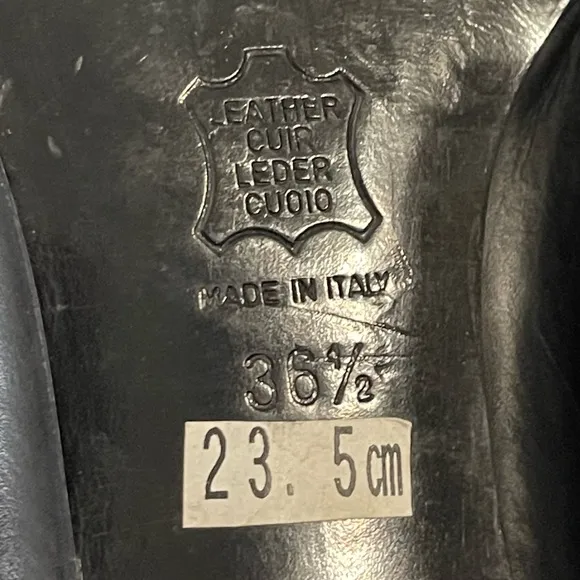 LEATHER
CUIR
LEDER
CUOIO
MADE IN ITALY
36½
23.5cm